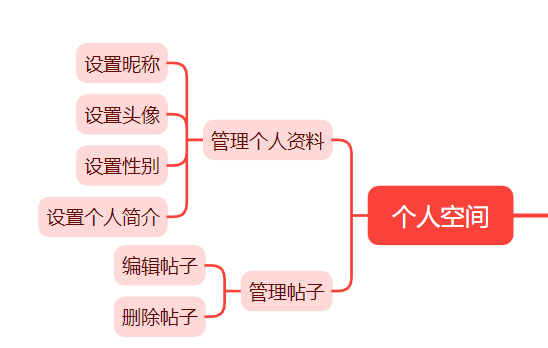 设置昵称
设置头像
设置性别
设置个人简介
管理个人资料
个人空间
编辑帖子
删除帖子
管理帖子